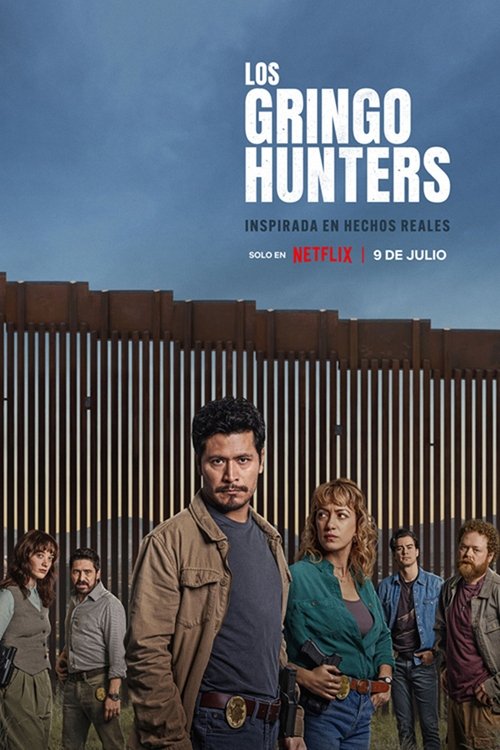 LOS
GRINGO
HUNTERS
INSPIRADA EN HECHOS REALES
SOLO EN NETFLIX | 9 DE JULIO